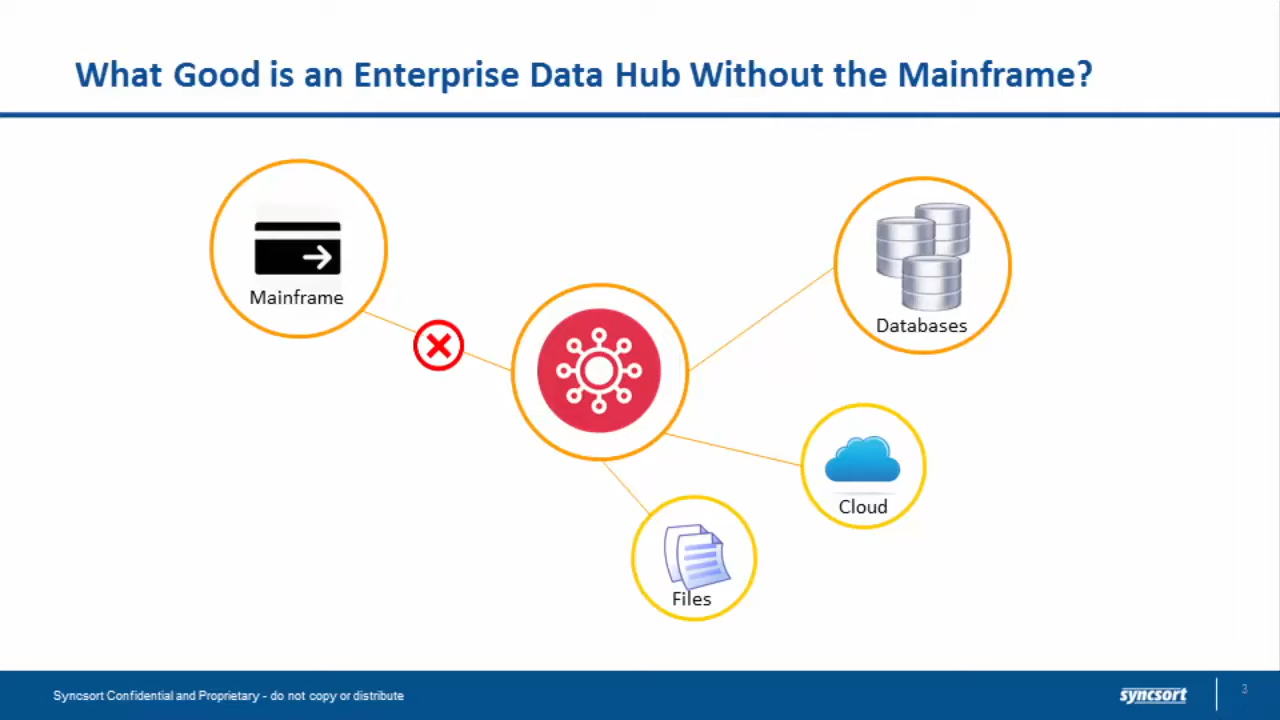 What Good is an Enterprise Data Hub Without the Mainframe?
Mainframe
Databases
Cloud
Files
Syncsort Confidential and Proprietary - do not copy or distribute
syncsort
3